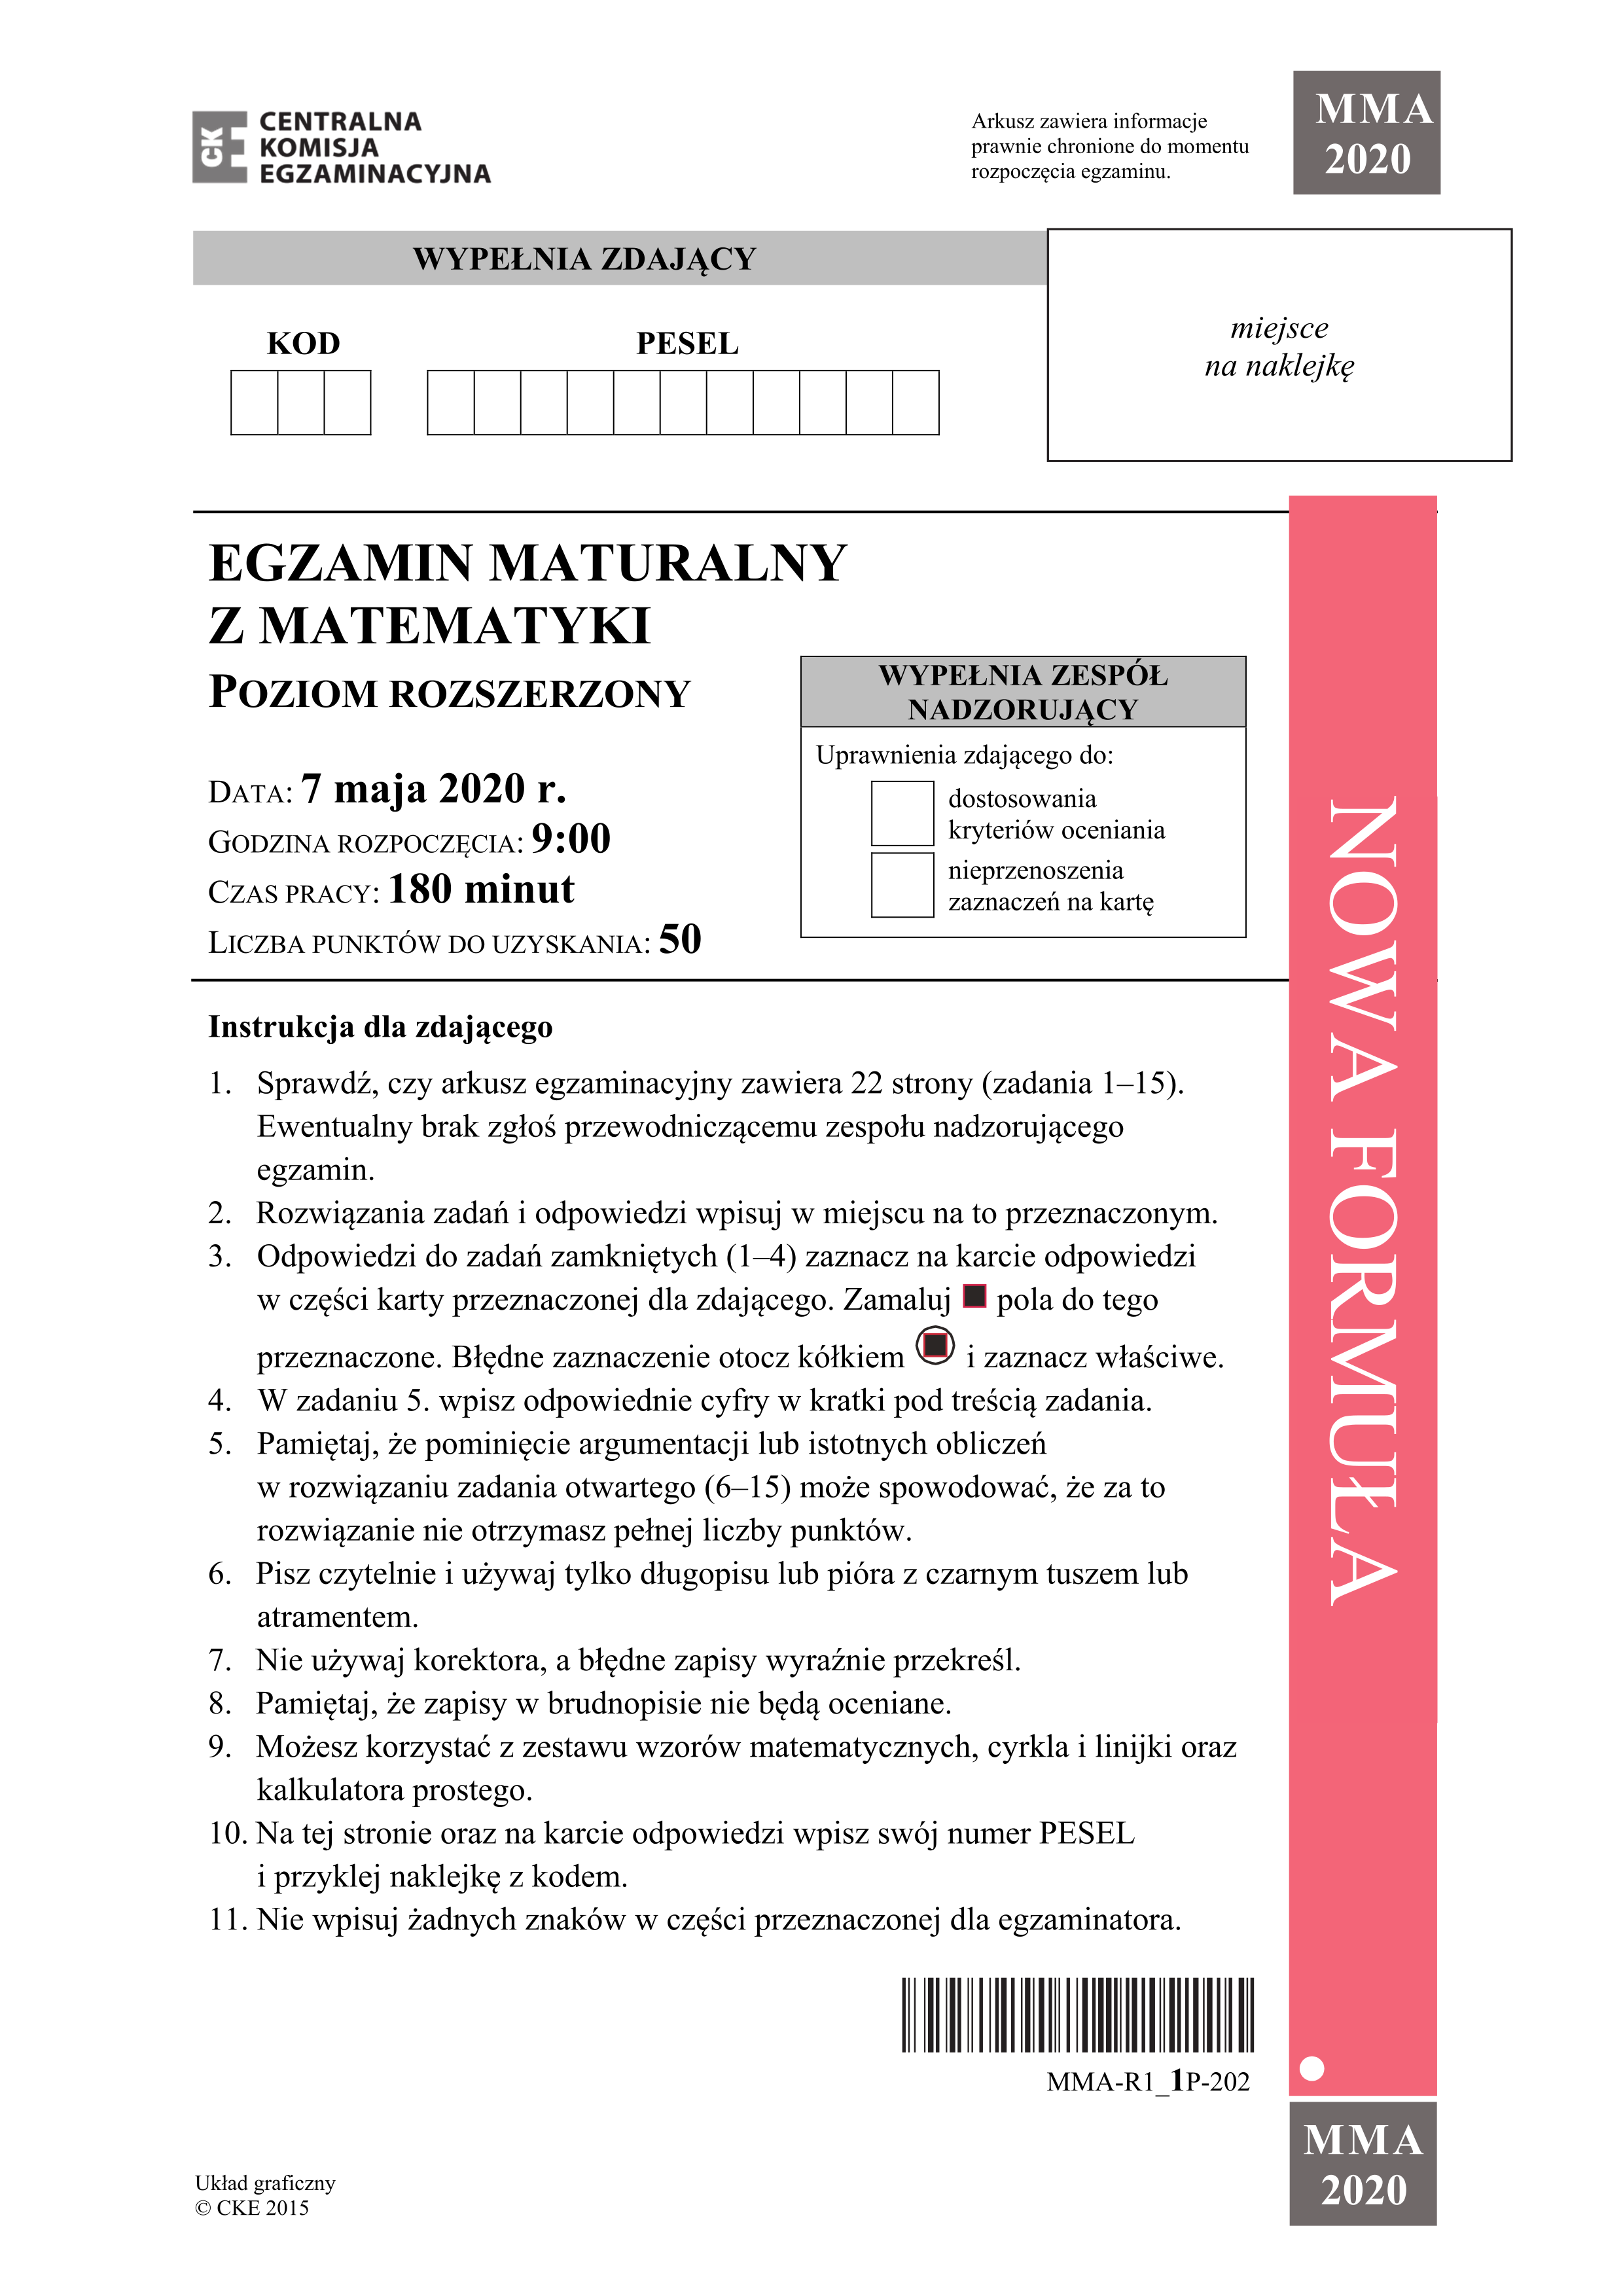 CK
CENTRALNA
KOMISJA
EGZAMINACYJNA
Arkusz zawiera informacje
prawnie chronione do momentu
rozpoczęcia egzaminu.
MMA
2020
WYPEŁNIA ZDAJĄCY
miejsce
na naklejkę
KOD PESEL
EGZAMIN MATURALNY
Z MATEMATYKI
POZIOM ROZSZERZONY
DATA: 7 maja 2020 r.
GODZINA ROZPOCZĘCIA: 9:00
CZAS PRACY: 180 minut
LICZBA PUNKTÓW DO UZYSKANIA: 50
WYPEŁNIA ZESPÓŁ
NADZORUJĄCY
Uprawnienia zdającego do:
dostosowania
kryteriów oceniania
nieprzenoszenia
zaznaczeń na kartę
NOWA FORMUŁA
Instrukcja dla zdającego
1. Sprawdź, czy arkusz egzaminacyjny zawiera 22 strony (zadania 1–15).
Ewentualny brak zgłoś przewodniczącemu zespołu nadzorującego
egzamin.
2. Rozwiązania zadań i odpowiedzi wpisuj w miejscu na to przeznaczonym.
3. Odpowiedzi do zadań zamkniętych (1–4) zaznacz na karcie odpowiedzi
w części karty przeznaczonej dla zdającego. Zamaluj pola do tego
przeznaczone. Błędne zaznaczenie otocz kółkiem i zaznacz właściwe.
4. W zadaniu 5. wpisz odpowiednie cyfry w kratki pod treścią zadania.
5. Pamiętaj, że pominięcie argumentacji lub istotnych obliczeń
w rozwiązaniu zadania otwartego (6–15) może spowodować, że za to
rozwiązanie nie otrzymasz pełnej liczby punktów.
6. Pisz czytelnie i używaj tylko długopisu lub pióra z czarnym tuszem lub
atramentem.
7. Nie używaj korektora, a błędne zapisy wyraźnie przekreśl.
8. Pamiętaj, że zapisy w brudnopisie nie będą oceniane.
9. Możesz korzystać z zestawu wzorów matematycznych, cyrkla i linijki oraz
kalkulatora prostego.
10. Na tej stronie oraz na karcie odpowiedzi wpisz swój numer PESEL
i przyklej naklejkę z kodem.
11. Nie wpisuj żadnych znaków w części przeznaczonej dla egzaminatora.
MMA-R1_1P-202
MMA
2020
Układ graficzny
© CKE 2015